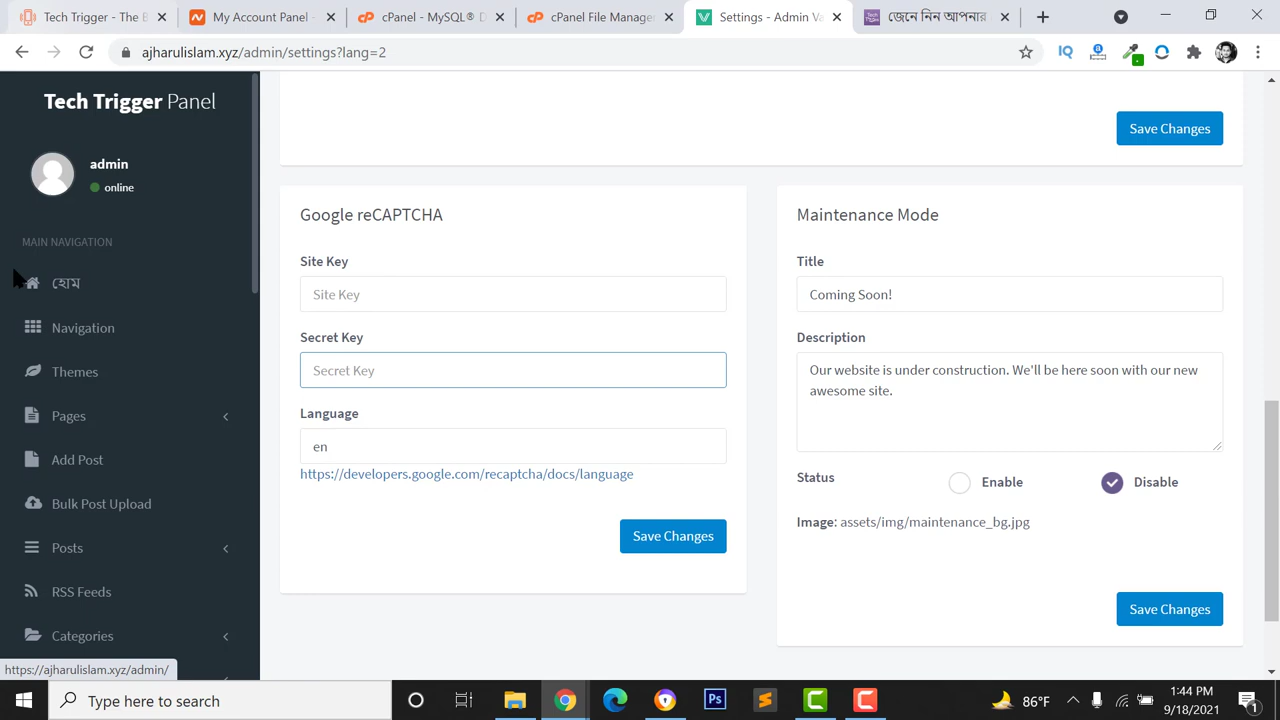 Tech Trigger - The B
My Account Panel -
cPanel - MySQL® D
cPanel File Manage
Settings - Admin Va
জেনে নিন আপনার
ajharulislam.xyz/admin/settings?lang=2
Tech Trigger Panel
admin
online
MAIN NAVIGATION
হোম
Navigation
Themes
Pages
Add Post
Bulk Post Upload
Posts
RSS Feeds
Categories
https://ajharulislam.xyz/admin/
Save Changes
Google reCAPTCHA
Site Key
Site Key
Secret Key
Secret Key
Language
en
https://developers.google.com/recaptcha/docs/language
Save Changes
Maintenance Mode
Title
Coming Soon!
Description
Our website is under construction. We'll be here soon with our new
awesome site.
Status
Enable
Disable
Image: assets/img/maintenance_bg.jpg
Save Changes
Type here to search
Ps
86°F
1:44 PM
9/18/2021
1